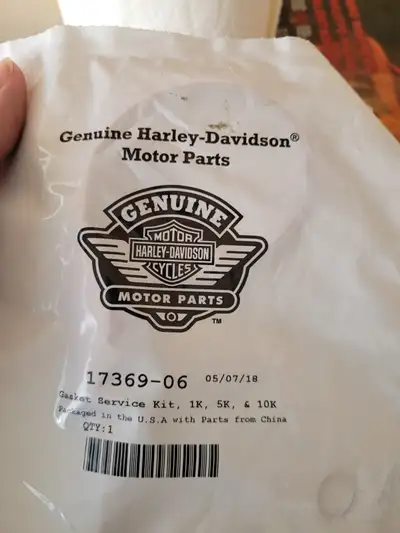 Genuine Harley-Davidson®
Motor Parts
GENUINE
MOTOR
HARLEY-DAVIDSON
CYCLES
MOTOR PARTS
TM
17369-06 05/07/18
Gasket Service Kit, 1K, 5K, & 10K
Packaged in the U.S.A with Parts from China
QTY:1